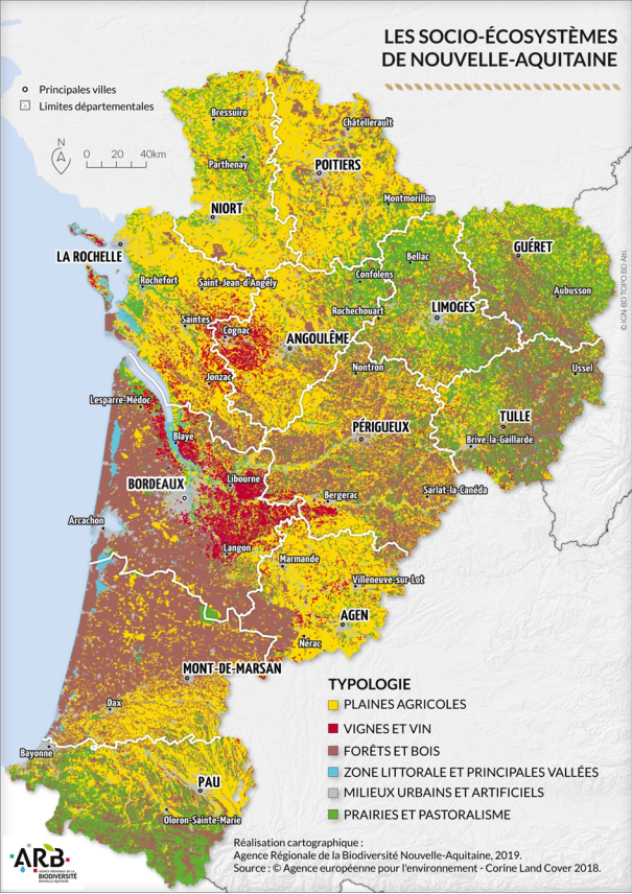 LES SOCIO-ÉCOSYSTÈMES
DE NOUVELLE-AQUITAINE
Principales villes
Limites départementales
N
0 20 40km
Bressuire
Châtellerault
Parthenay
POITIERS
Montmorillon
NIORT
LA ROCHELLE
GUÉRET
Bellac
Confolens
Rochefort
Saint-Jean-d'Angély
Aubusson
Rochechouart
LIMOGES
Saintes
Cognac
ANGOULÊME
Nontron
Ussel
Jonzac
Lesparre-Médoc
TULLE
Blaye
PÉRIGUEUX
Brive-la-Gaillarde
BORDEAUX
Libourne
Bergerac
Sarlat-la-Canéda
Arcachon
Langon
Marmande
Villeneuve-sur-Lot
AGEN
Nérac
MONT-DE-MARSAN
Dax
Bayonne
PAU
Oloron-Sainte-Marie
© IGN-BD TOPO BD Alti.
TYPOLOGIE
PLAINES AGRICOLES
VIGNES ET VIN
FORÊTS ET BOIS
ZONE LITTORALE ET PRINCIPALES VALLÉES
MILIEUX URBAINS ET ARTIFICIELS
PRAIRIES ET PASTORALISME
Réalisation cartographique :
Agence Régionale de la Biodiversité Nouvelle-Aquitaine, 2019.
Source : © Agence européenne pour l'environnement - Corine Land Cover 2018.
ARB
AGENCE RÉGIONALE DE LA
BIODIVERSITÉ
NOUVELLE-AQUITAINE